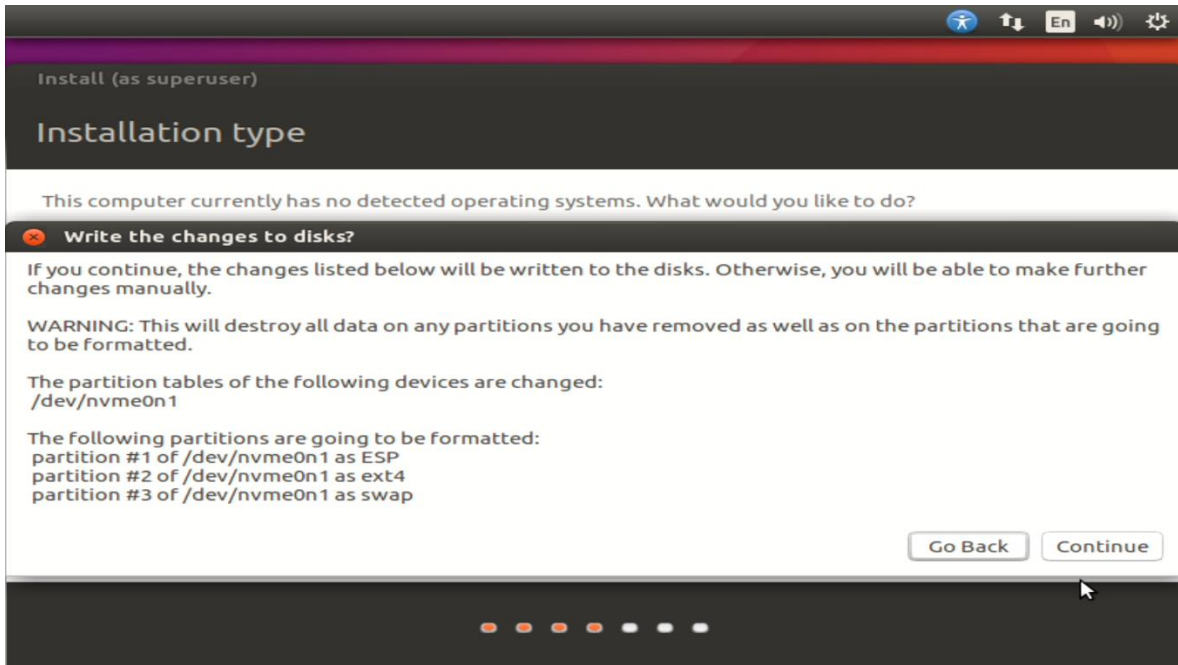 En
Install (as superuser)
Installation type
This computer currently has no detected operating systems. What would you like to do?
Write the changes to disks?
If you continue, the changes listed below will be written to the disks. Otherwise, you will be able to make further
changes manually.
WARNING: This will destroy all data on any partitions you have removed as well as on the partitions that are going
to be formatted.
The partition tables of the following devices are changed:
/dev/nvme0n1
The following partitions are going to be formatted:
partition #1 of /dev/nvme0n1 as ESP
partition #2 of /dev/nvme0n1 as ext4
partition #3 of /dev/nvme0n1 as swap
Go Back Continue